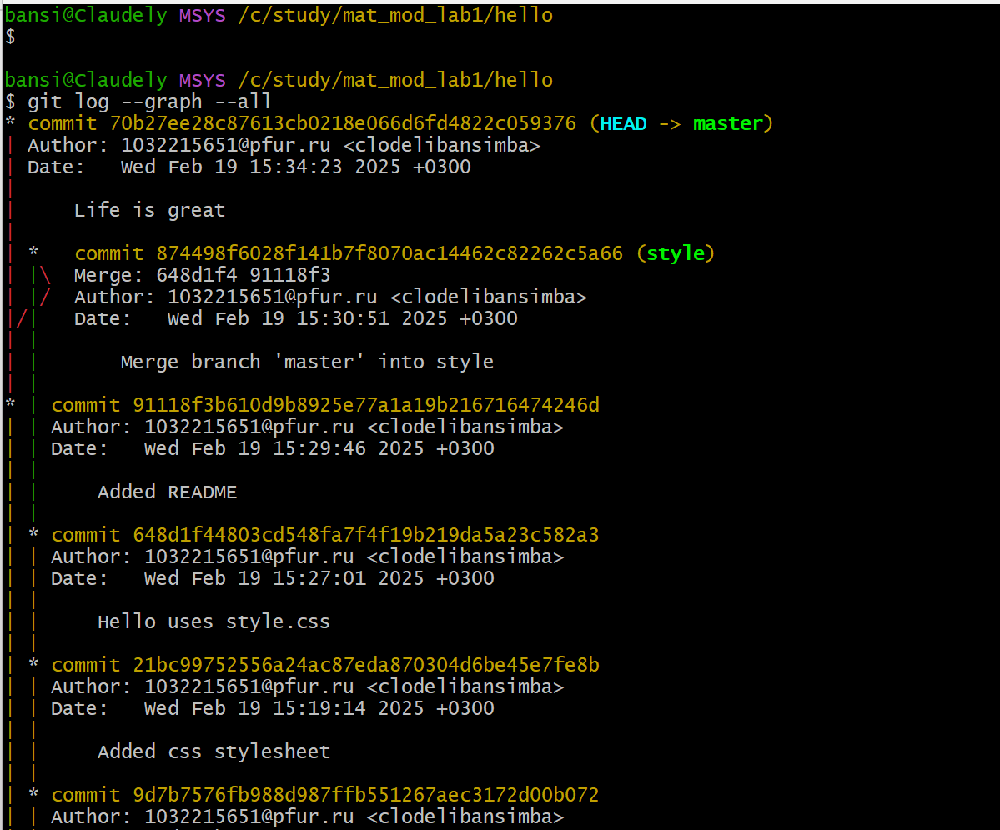 bansi@Claudely MSYS /c/study/mat_mod_lab1/hello
$
bansi@Claudely MSYS /c/study/mat_mod_lab1/hello
$ git log --graph --all
* commit 70b27ee28c87613cb0218e066d6fd4822c059376 (HEAD -> master)
| Author: 1032215651@pfur.ru <clodelibansimba>
| Date:   Wed Feb 19 15:34:23 2025 +0300
|
|     Life is great
|
| *   commit 874498f6028f141b7f8070ac14462c82262c5a66 (style)
| |\  Merge: 648d1f4 91118f3
| |/  Author: 1032215651@pfur.ru <clodelibansimba>
|/|   Date:   Wed Feb 19 15:30:51 2025 +0300
| |
| |       Merge branch 'master' into style
| |
* | commit 91118f3b610d9b8925e77a1a19b216716474246d
| | Author: 1032215651@pfur.ru <clodelibansimba>
| | Date:   Wed Feb 19 15:29:46 2025 +0300
| |
| |     Added README
| |
| * commit 648d1f44803cd548fa7f4f19b219da5a23c582a3
| | Author: 1032215651@pfur.ru <clodelibansimba>
| | Date:   Wed Feb 19 15:27:01 2025 +0300
| |
| |     Hello uses style.css
| |
| * commit 21bc99752556a24ac87eda870304d6be45e7fe8b
| | Author: 1032215651@pfur.ru <clodelibansimba>
| | Date:   Wed Feb 19 15:19:14 2025 +0300
| |
| |     Added css stylesheet
| |
| * commit 9d7b7576fb988d987ffb551267aec3172d00b072
| | Author: 1032215651@pfur.ru <clodelibansimba>